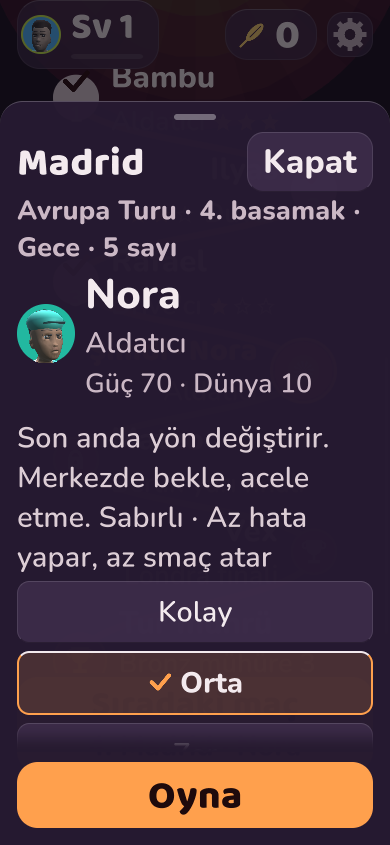 Sv 1
0
Bambu
Madrid
Kapat
Avrupa Turu · 4. basamak ·
Gece · 5 sayı
Nora
Aldatıcı
Güç 70 · Dünya 10
Son anda yön değiştirir.
Merkezde bekle, acele
etme. Sabırlı · Az hata
yapar, az smaç atar
Kolay
Orta
Oyna